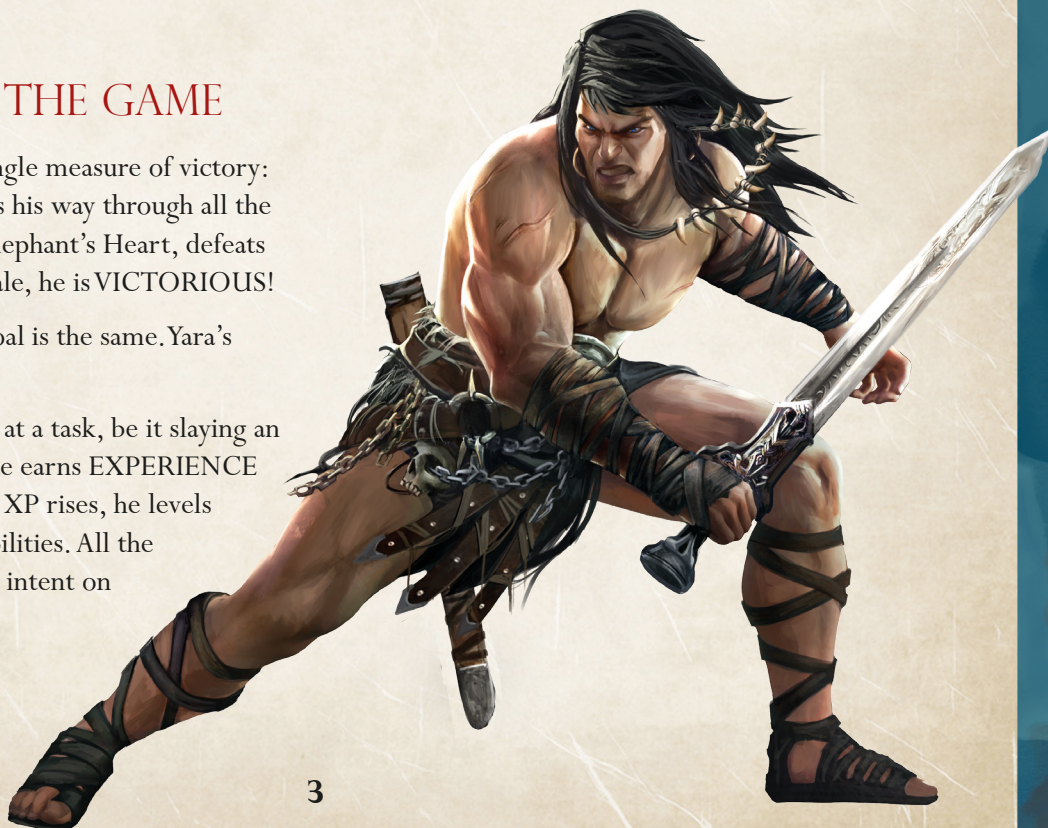 THE GAME
ngle measure of victory:
s his way through all the
lephant’s Heart, defeats
ale, he is VICTORIOUS!
oal is the same. Yara’s
at a task, be it slaying an
e earns EXPERIENCE
XP rises, he levels
bilities. All the
intent on
3